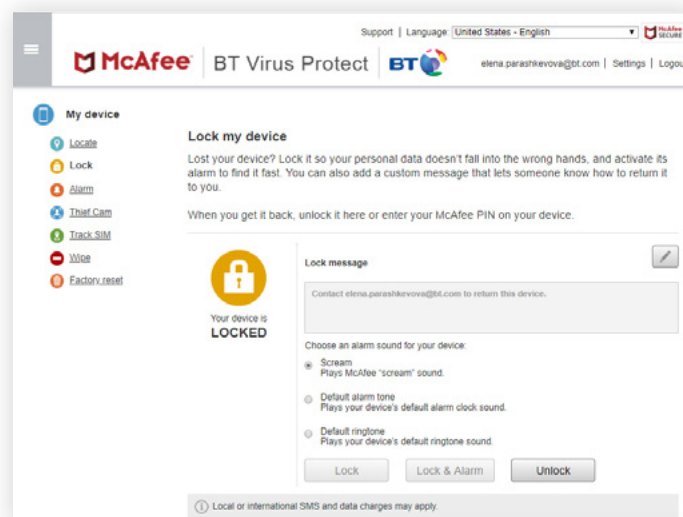 Support | Language: United States - English
McAfee SECURE
McAfee | BT Virus Protect | BT
elena.parashkevova@bt.com | Settings | Logou
My device
Locate
Lock
Alarm
Thief Cam
Track SIM
Wipe
Factory reset
Lock my device
Lost your device? Lock it so your personal data doesn't fall into the wrong hands, and activate its
alarm to find it fast. You can also add a custom message that lets someone know how to return it
to you.
When you get it back, unlock it here or enter your McAfee PIN on your device.
Your device is
LOCKED
Lock message
Contact elena.parashkevova@bt.com to return this device.
Choose an alarm sound for your device:
Scream
Plays McAfee "scream" sound.
Default alarm tone
Plays your device's default alarm clock sound.
Default ringtone
Plays your device's default ringtone sound.
Lock
Lock & Alarm
Unlock
Local or international SMS and data charges may apply.